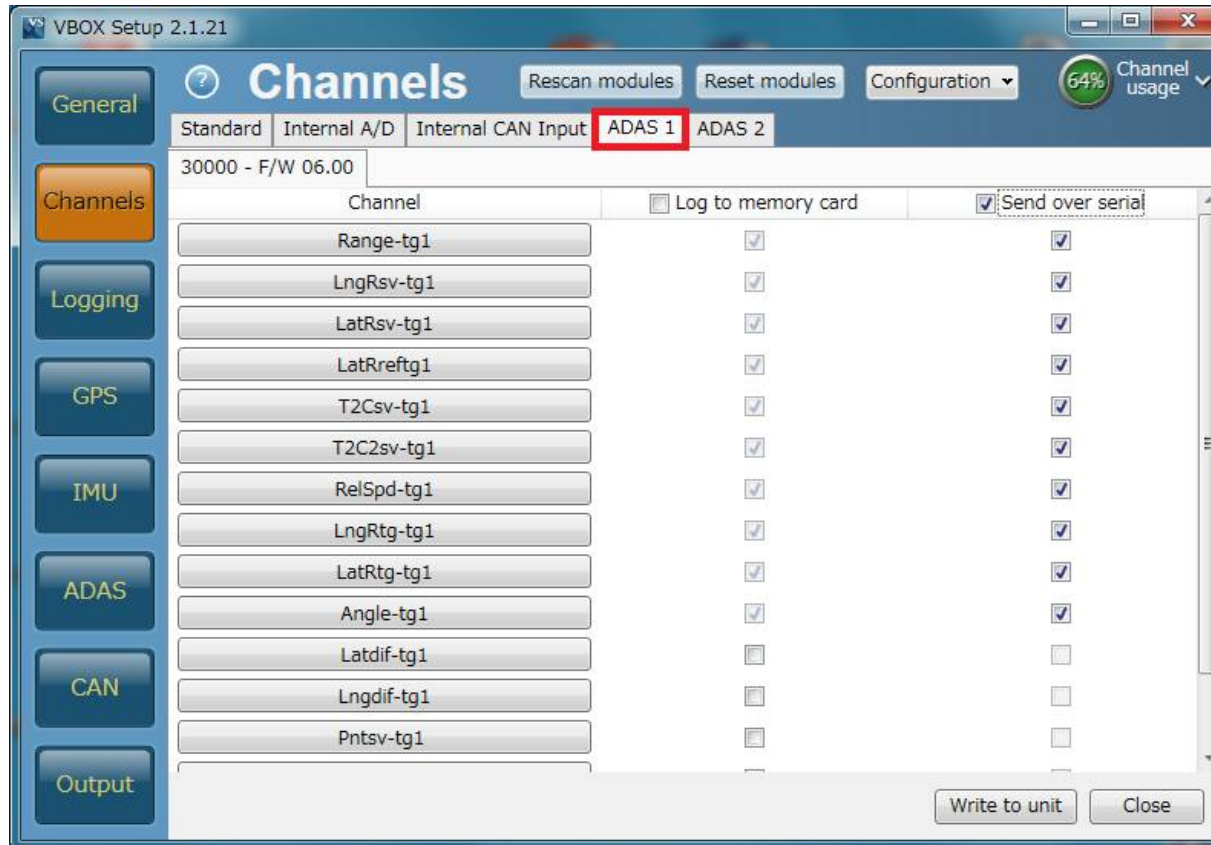 VBOX Setup 2.1.21
General
Channels
Rescan modules
Reset modules
Configuration
64%
Channel usage
Standard
Internal A/D
Internal CAN Input
ADAS 1
ADAS 2
30000 - F/W 06.00
Channels
Channel
Log to memory card
Send over serial
Range-tg1
LngRsv-tg1
Logging
LatRsv-tg1
LatRreftg1
GPS
T2Csv-tg1
T2C2sv-tg1
IMU
RelSpd-tg1
LngRtg-tg1
LatRtg-tg1
ADAS
Angle-tg1
Latdif-tg1
CAN
Lngdif-tg1
Pntsv-tg1
Output
Write to unit
Close